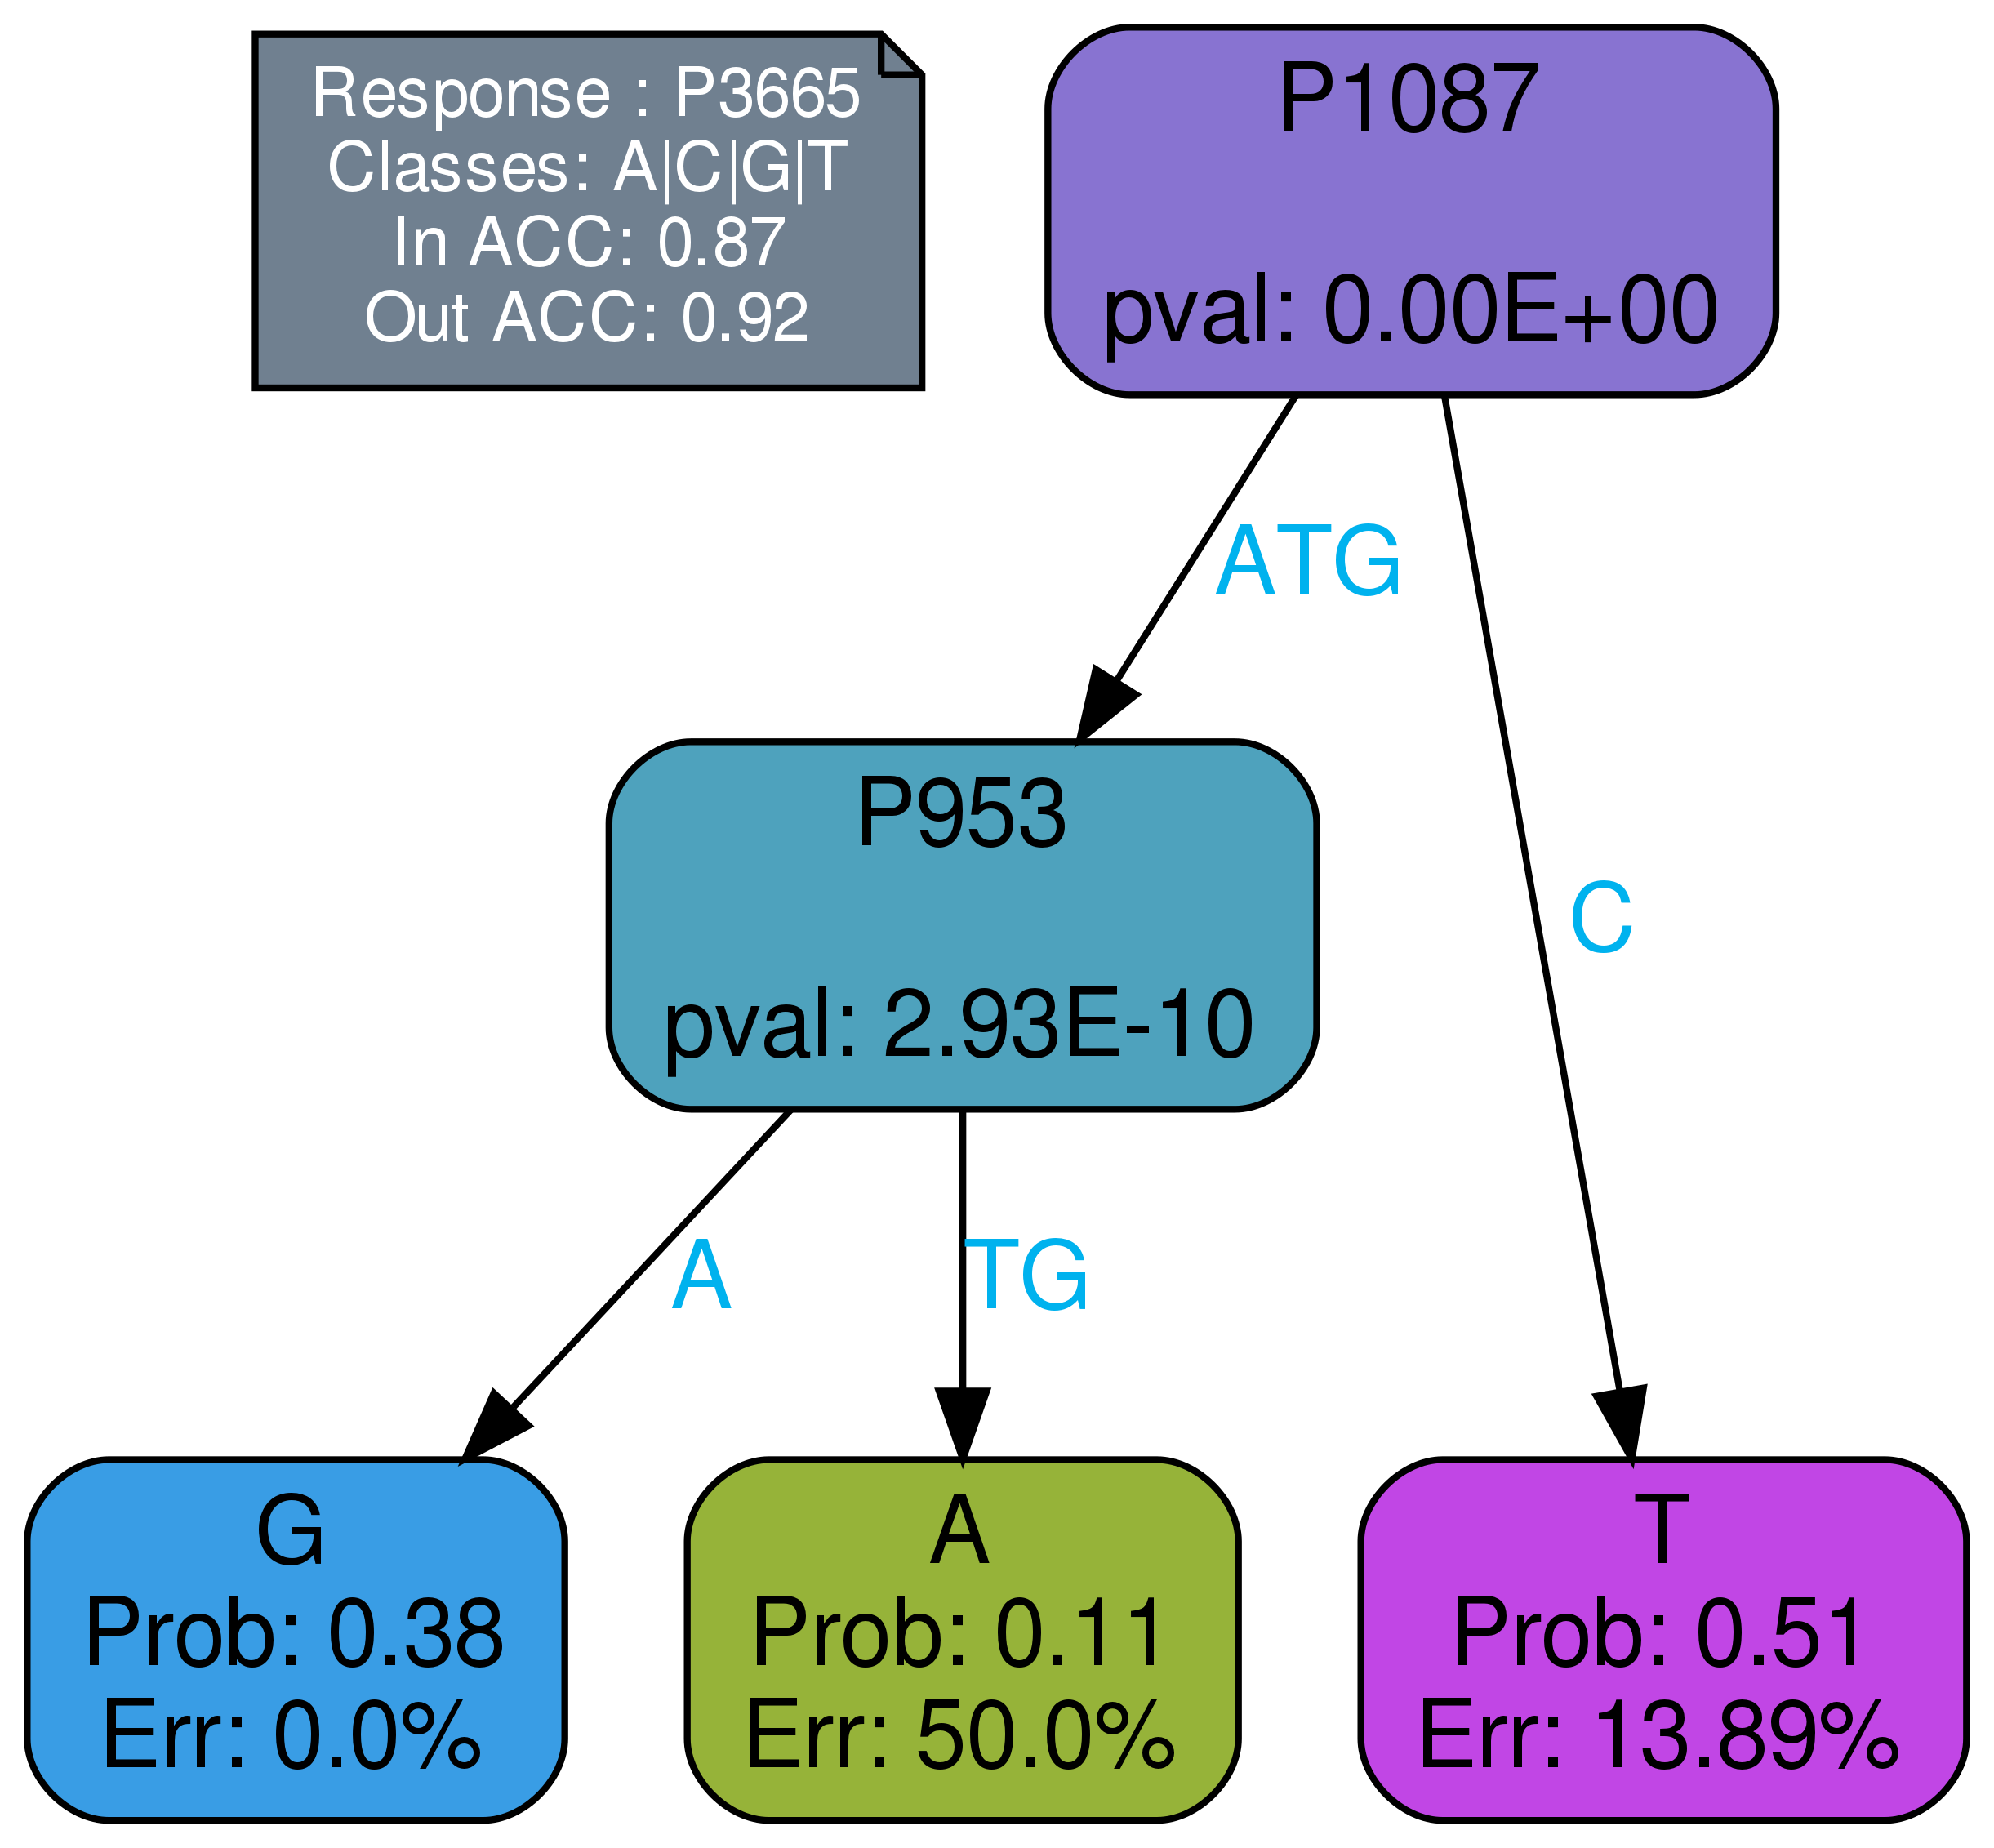 Response : P3665
Classes: A|C|G|T
In ACC: 0.87
Out ACC: 0.92
P1087
pval: 0.00E+00
ATG
C
P953
pval: 2.93E-10
A
TG
G
Prob: 0.38
Err: 0.0%
A
Prob: 0.11
Err: 50.0%
T
Prob: 0.51
Err: 13.89%